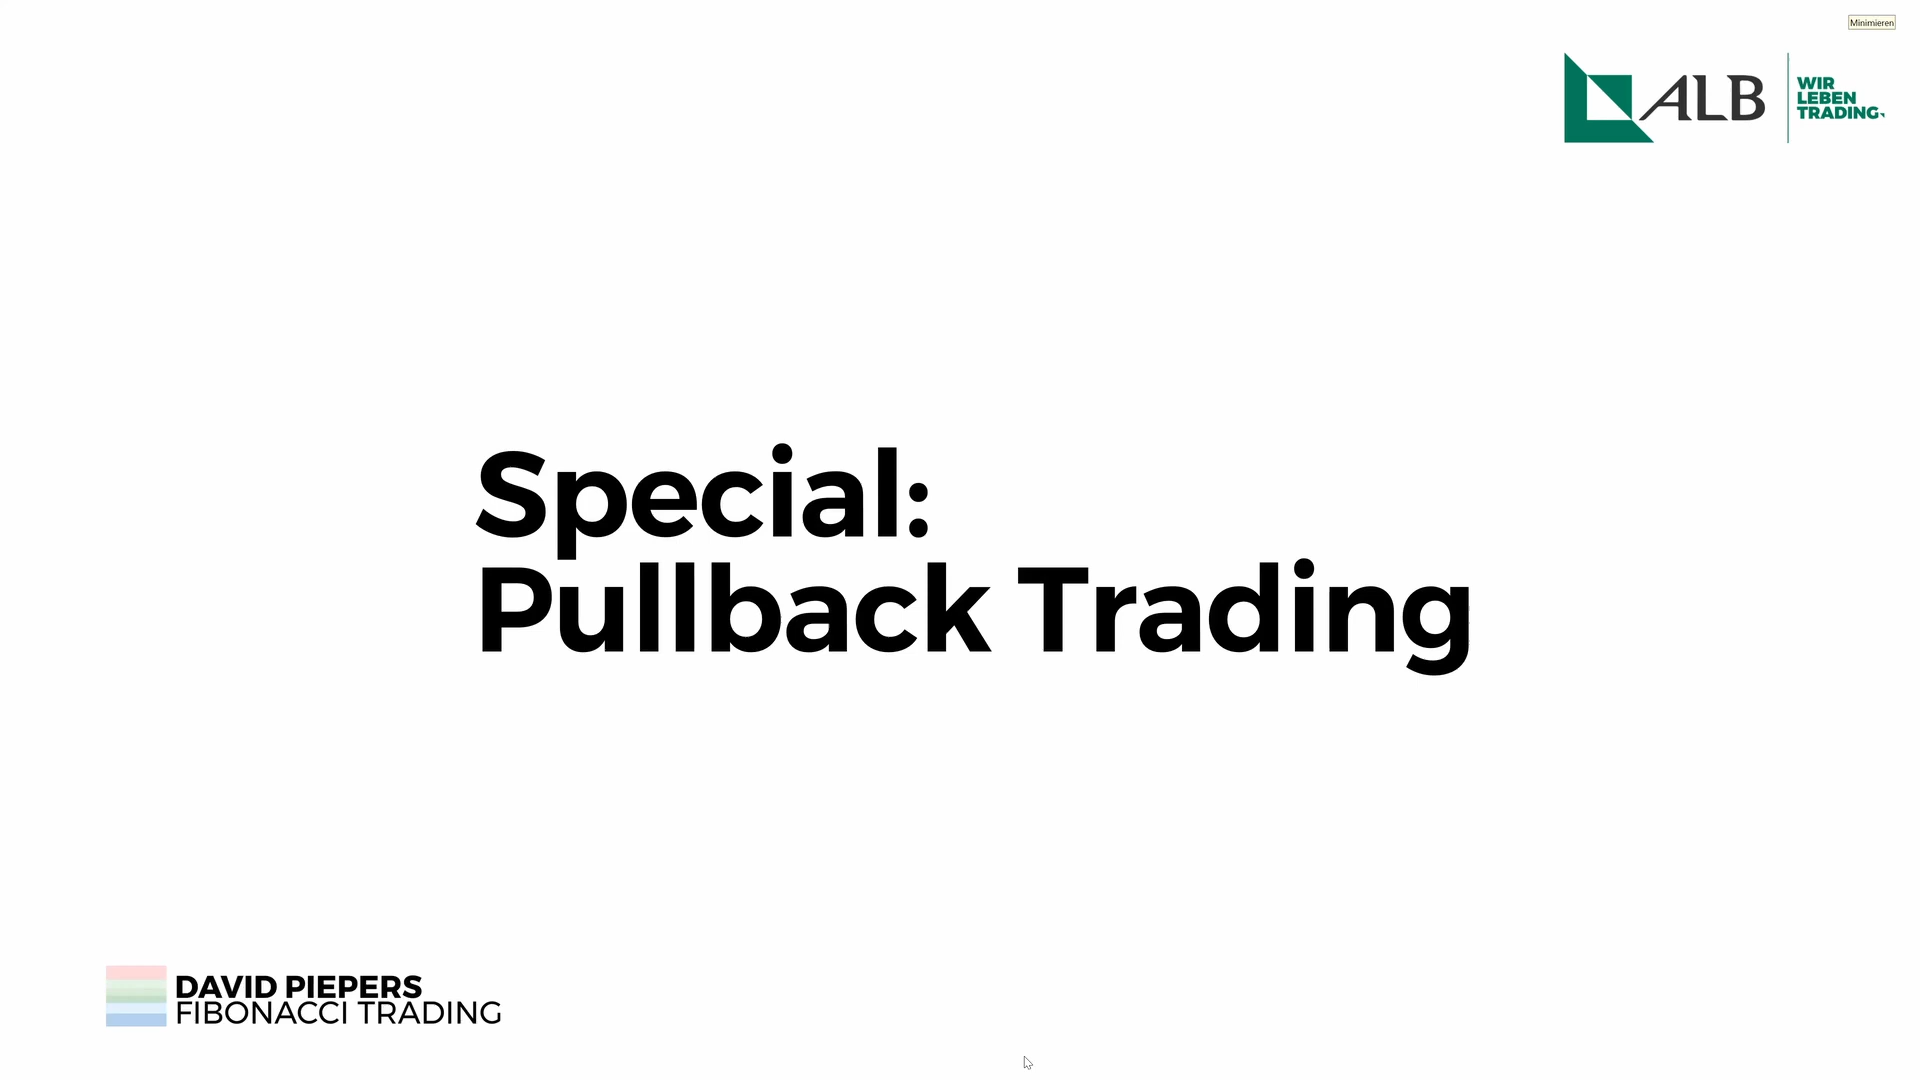 Minimieren
ALB
WIR
LEBEN
TRADING
Special:
Pullback Trading
DAVID PIEPERS
FIBONACCI TRADING